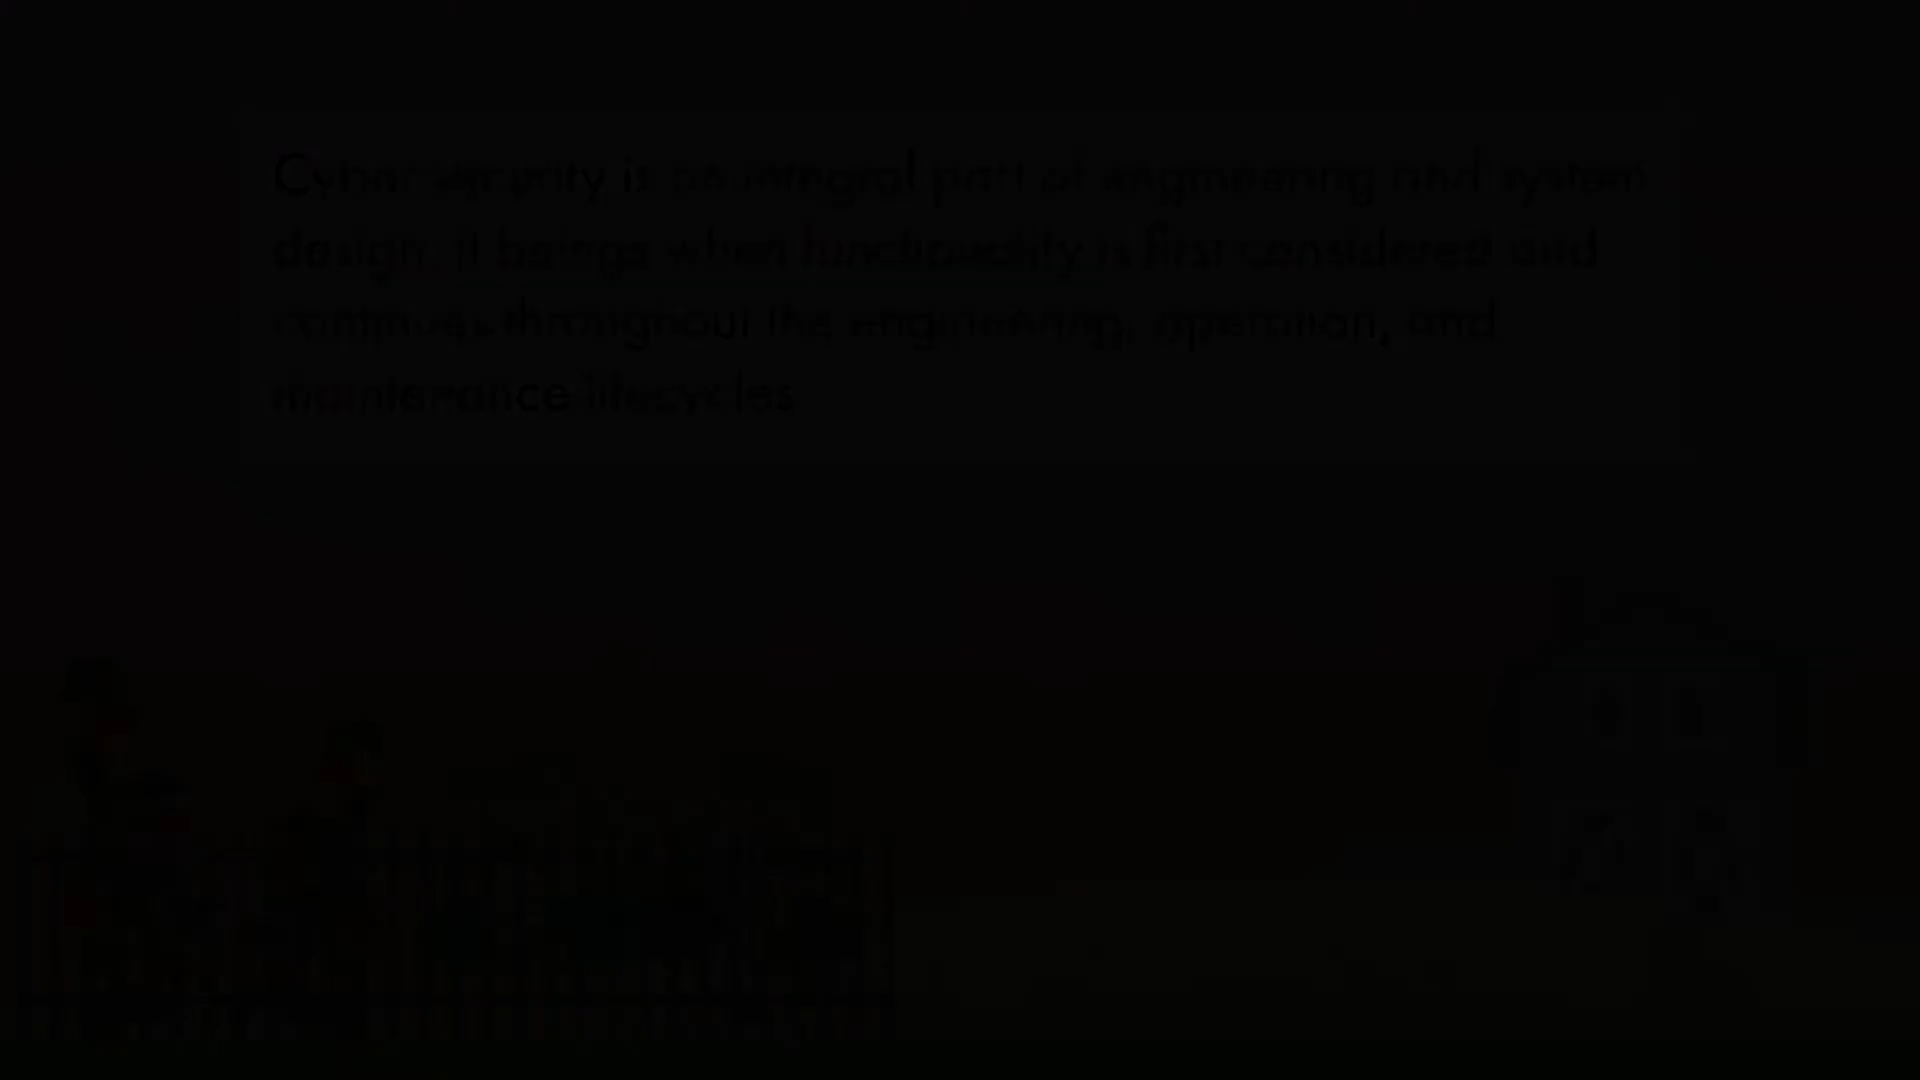 Cyber security is an integral part of engineering and system
design. it beings when functionality is first considered and
continues throughout the engineering, operation, and
maintenance lifecycles